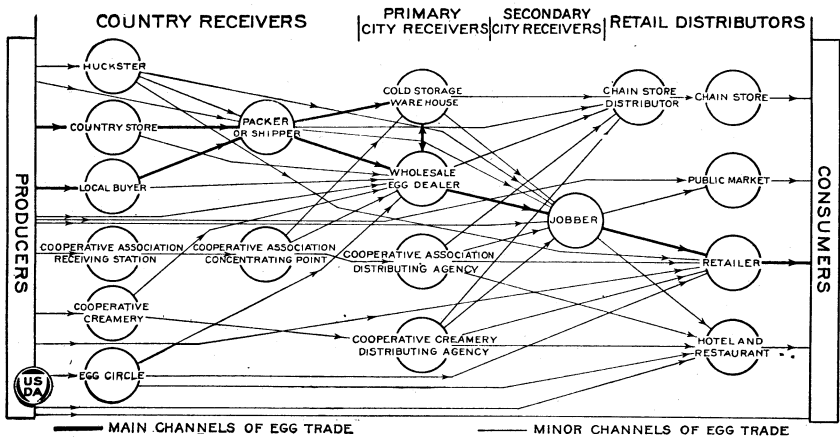 COUNTRY RECEIVERS
PRIMARY
CITY RECEIVERS
SECONDARY
CITY RECEIVERS
RETAIL DISTRIBUTORS
PRODUCERS
HUCKSTER
COUNTRY STORE
LOCAL BUYER
COOPERATIVE ASSOCIATION
RECEIVING STATION
COOPERATIVE
CREAMERY
EGG CIRCLE
PACKER
OR SHIPPER
COOPERATIVE ASSOCIATION
CONCENTRATING POINT
COLD STORAGE
WAREHOUSE
WHOLESALE
EGG DEALER
COOPERATIVE ASSOCIATION
DISTRIBUTING AGENCY
COOPERATIVE CREAMERY
DISTRIBUTING AGENCY
JOBBER
CHAIN STORE
DISTRIBUTOR
CHAIN STORE
PUBLIC MARKET
RETAILER
HOTEL AND
RESTAURANT
CONSUMERS
US
DA
MAIN CHANNELS OF EGG TRADE
MINOR CHANNELS OF EGG TRADE